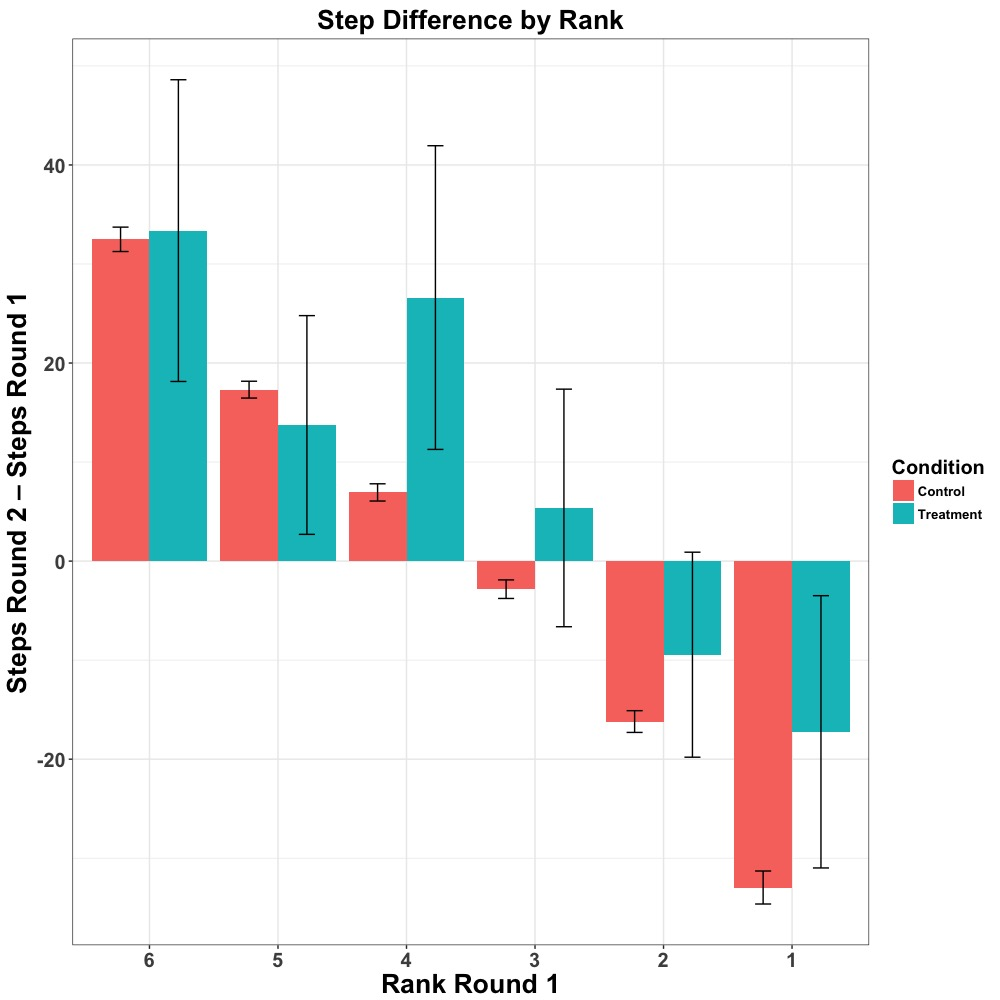 Step Difference by Rank
Steps Round 2 – Steps Round 1
40
20
0
-20
6 5 4 3 2 1
Rank Round 1
Condition
Control
Treatment